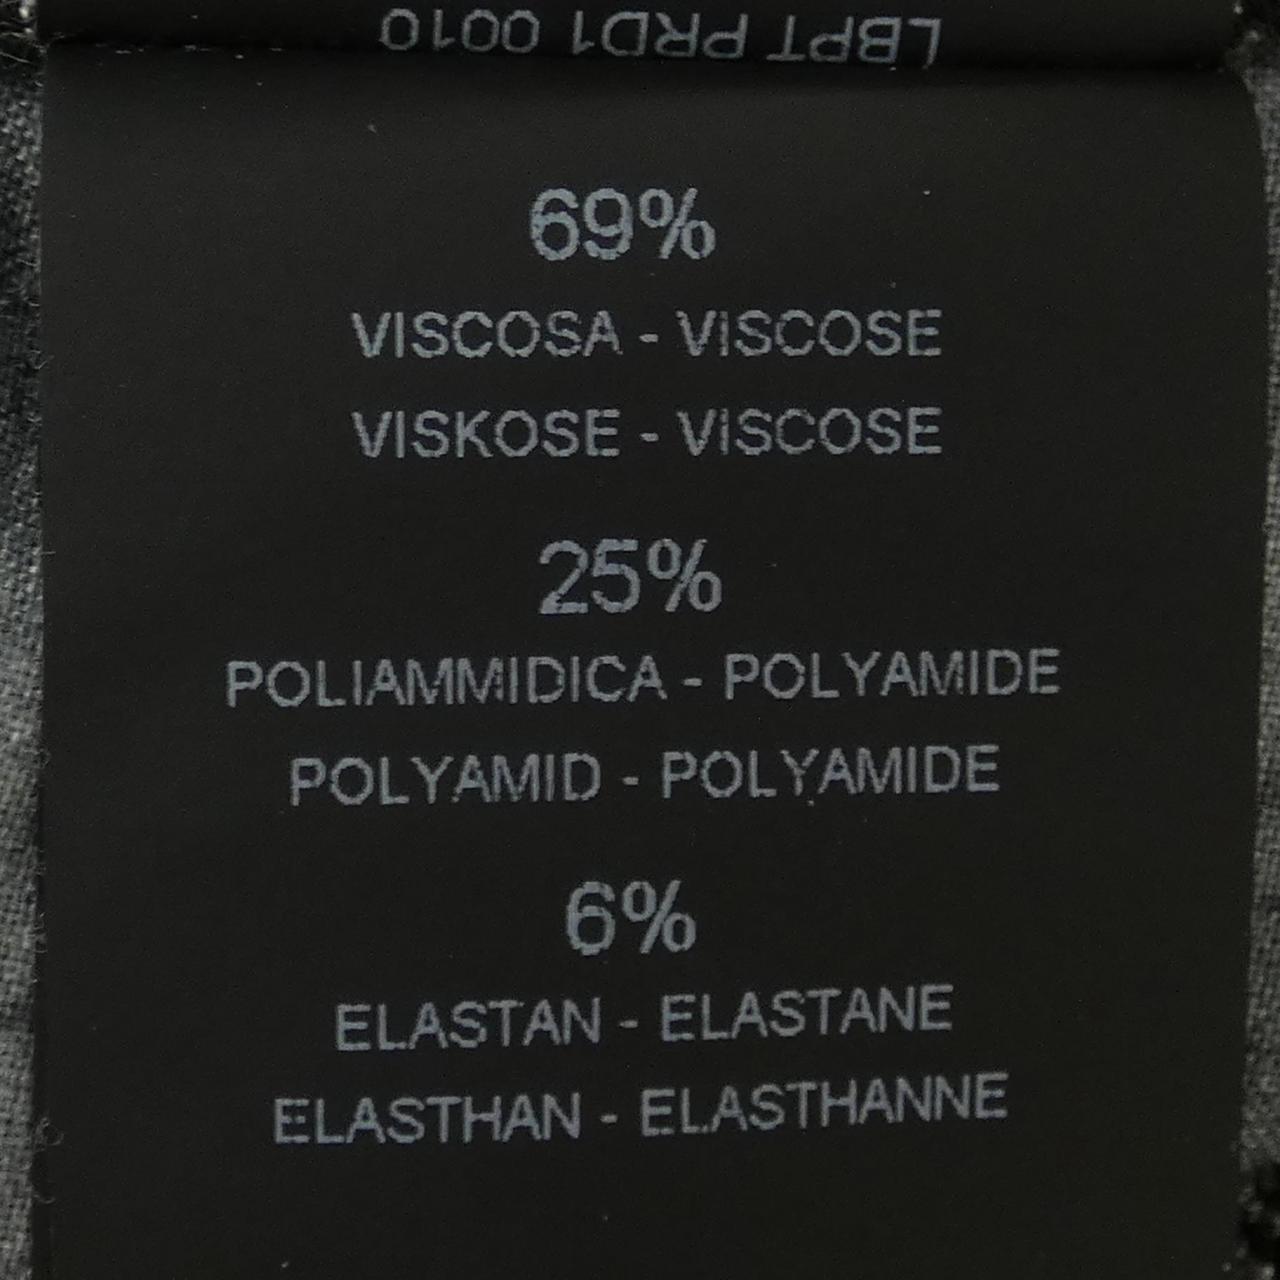 LBPT PRD1 0010
69%
VISCOSA - VISCOSE
VISKOSE - VISCOSE
25%
POLIAMMIDICA - POLYAMIDE
POLYAMID - POLYAMIDE
6%
ELASTAN - ELASTANE
ELASTHAN - ELASTHANNE